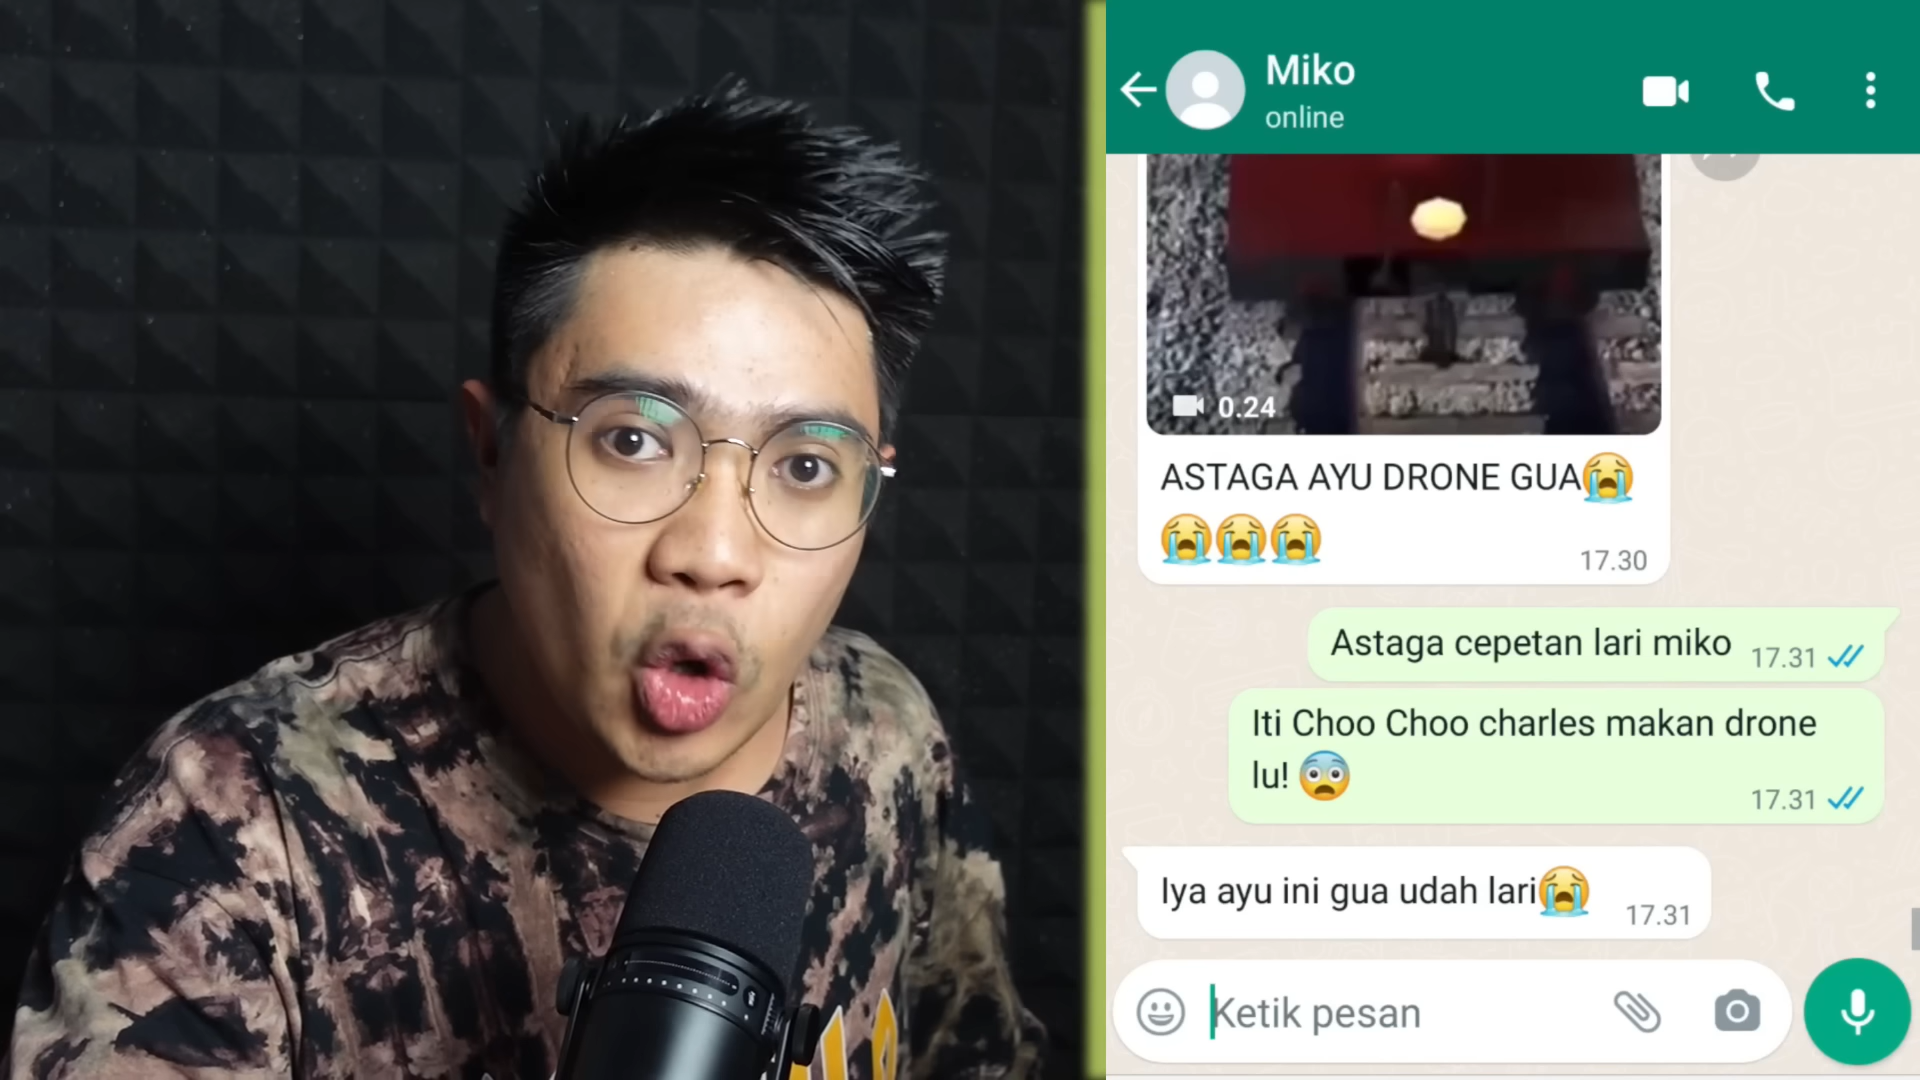 Miko
online
0.24
ASTAGA AYU DRONE GUA😭
😭😭😭
17.30
Astaga cepetan lari miko
17.31
Iti Choo Choo charles makan drone
lu! 😨
17.31
Iya ayu ini gua udah lari😭
17.31
Ketik pesan